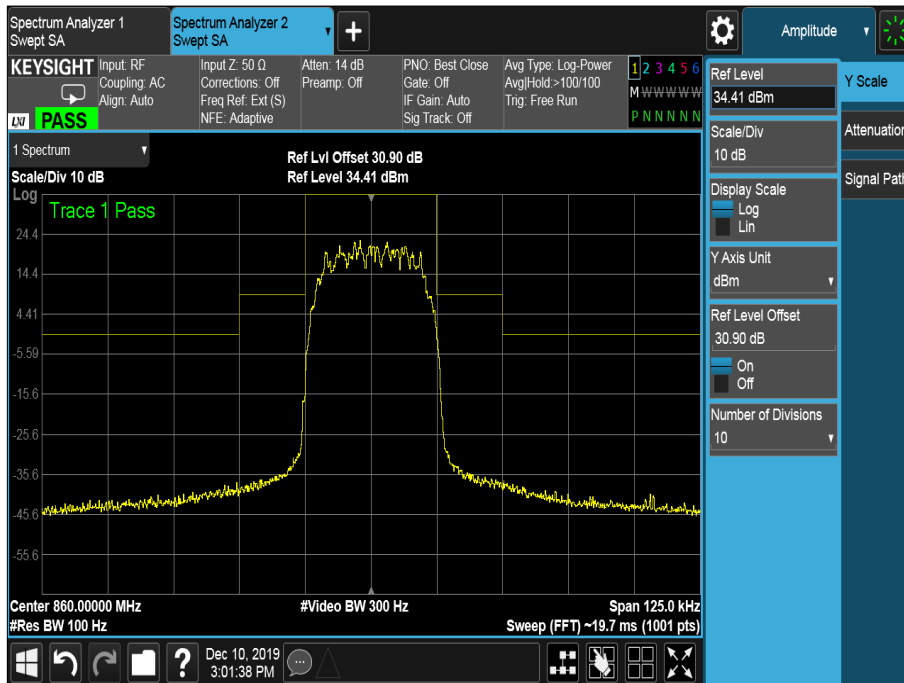 Spectrum Analyzer 1
Swept SA
Spectrum Analyzer 2
Swept SA
Amplitude
KEYSIGHT
LXI
PASS
Input: RF
Coupling: AC
Align: Auto
Input Z: 50 Ω
Corrections: Off
Freq Ref: Ext (S)
NFE: Adaptive
Atten: 14 dB
Preamp: Off
PNO: Best Close
Gate: Off
IF Gain: Auto
Sig Track: Off
Avg Type: Log-Power
Avg|Hold:>100/100
Trig: Free Run
1 2 3 4 5 6
M W W W W W
P N N N N N
1 Spectrum
Scale/Div 10 dB
Ref Lvl Offset 30.90 dB
Ref Level 34.41 dBm
Log
Trace 1 Pass
24.4
14.4
4.41
-5.59
-15.6
-25.6
-35.6
-45.6
-55.6
Center 860.00000 MHz
#Res BW 100 Hz
#Video BW 300 Hz
Span 125.0 kHz
Sweep (FFT) ~19.7 ms (1001 pts)
Ref Level
34.41 dBm
Scale/Div
10 dB
Display Scale
Log
Lin
Y Axis Unit
dBm
Ref Level Offset
30.90 dB
On
Off
Number of Divisions
10
Y Scale
Attenuation
Signal Path
?
Dec 10, 2019
3:01:38 PM